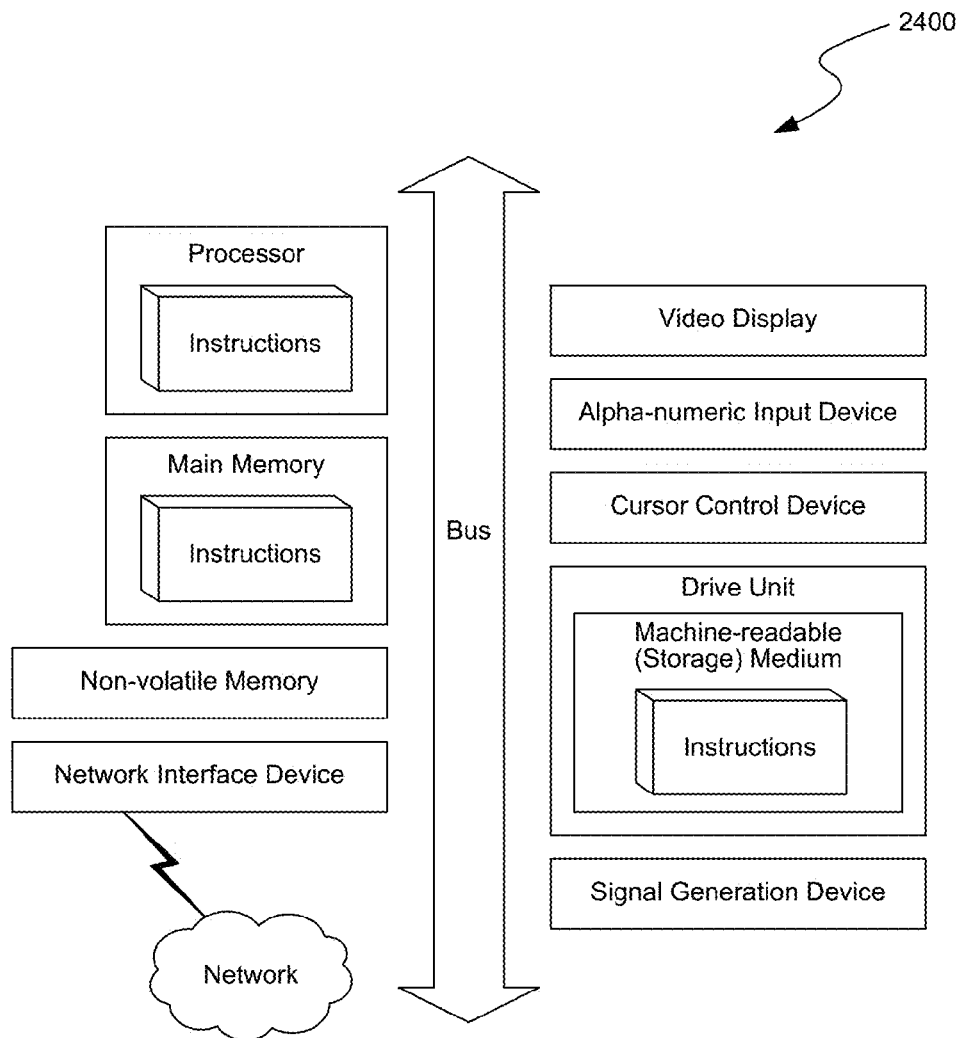 2400
Processor
Instructions
Main Memory
Instructions
Non-volatile Memory
Network Interface Device
Network
Bus
Video Display
Alpha-numeric Input Device
Cursor Control Device
Drive Unit
Machine-readable
(Storage) Medium
Instructions
Signal Generation Device